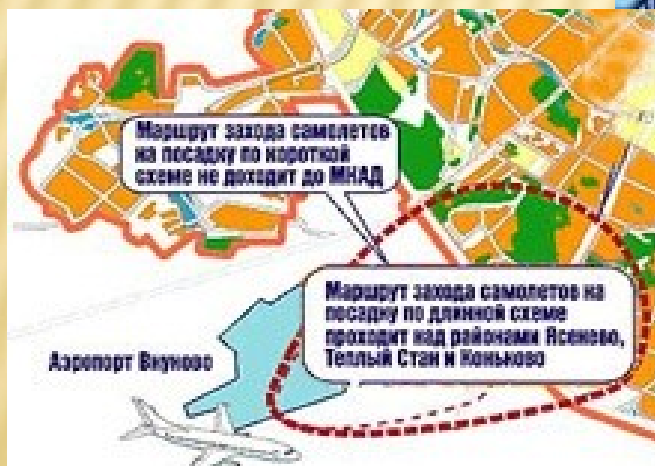 Маршрут захода самолетов
на посадку по короткой
схеме не доходит до МКАД
Маршрут захода самолетов на
посадку по длинной схеме
проходит над районами Ясенево,
Теплый Стан и Коньково
Аэропорт Внуково